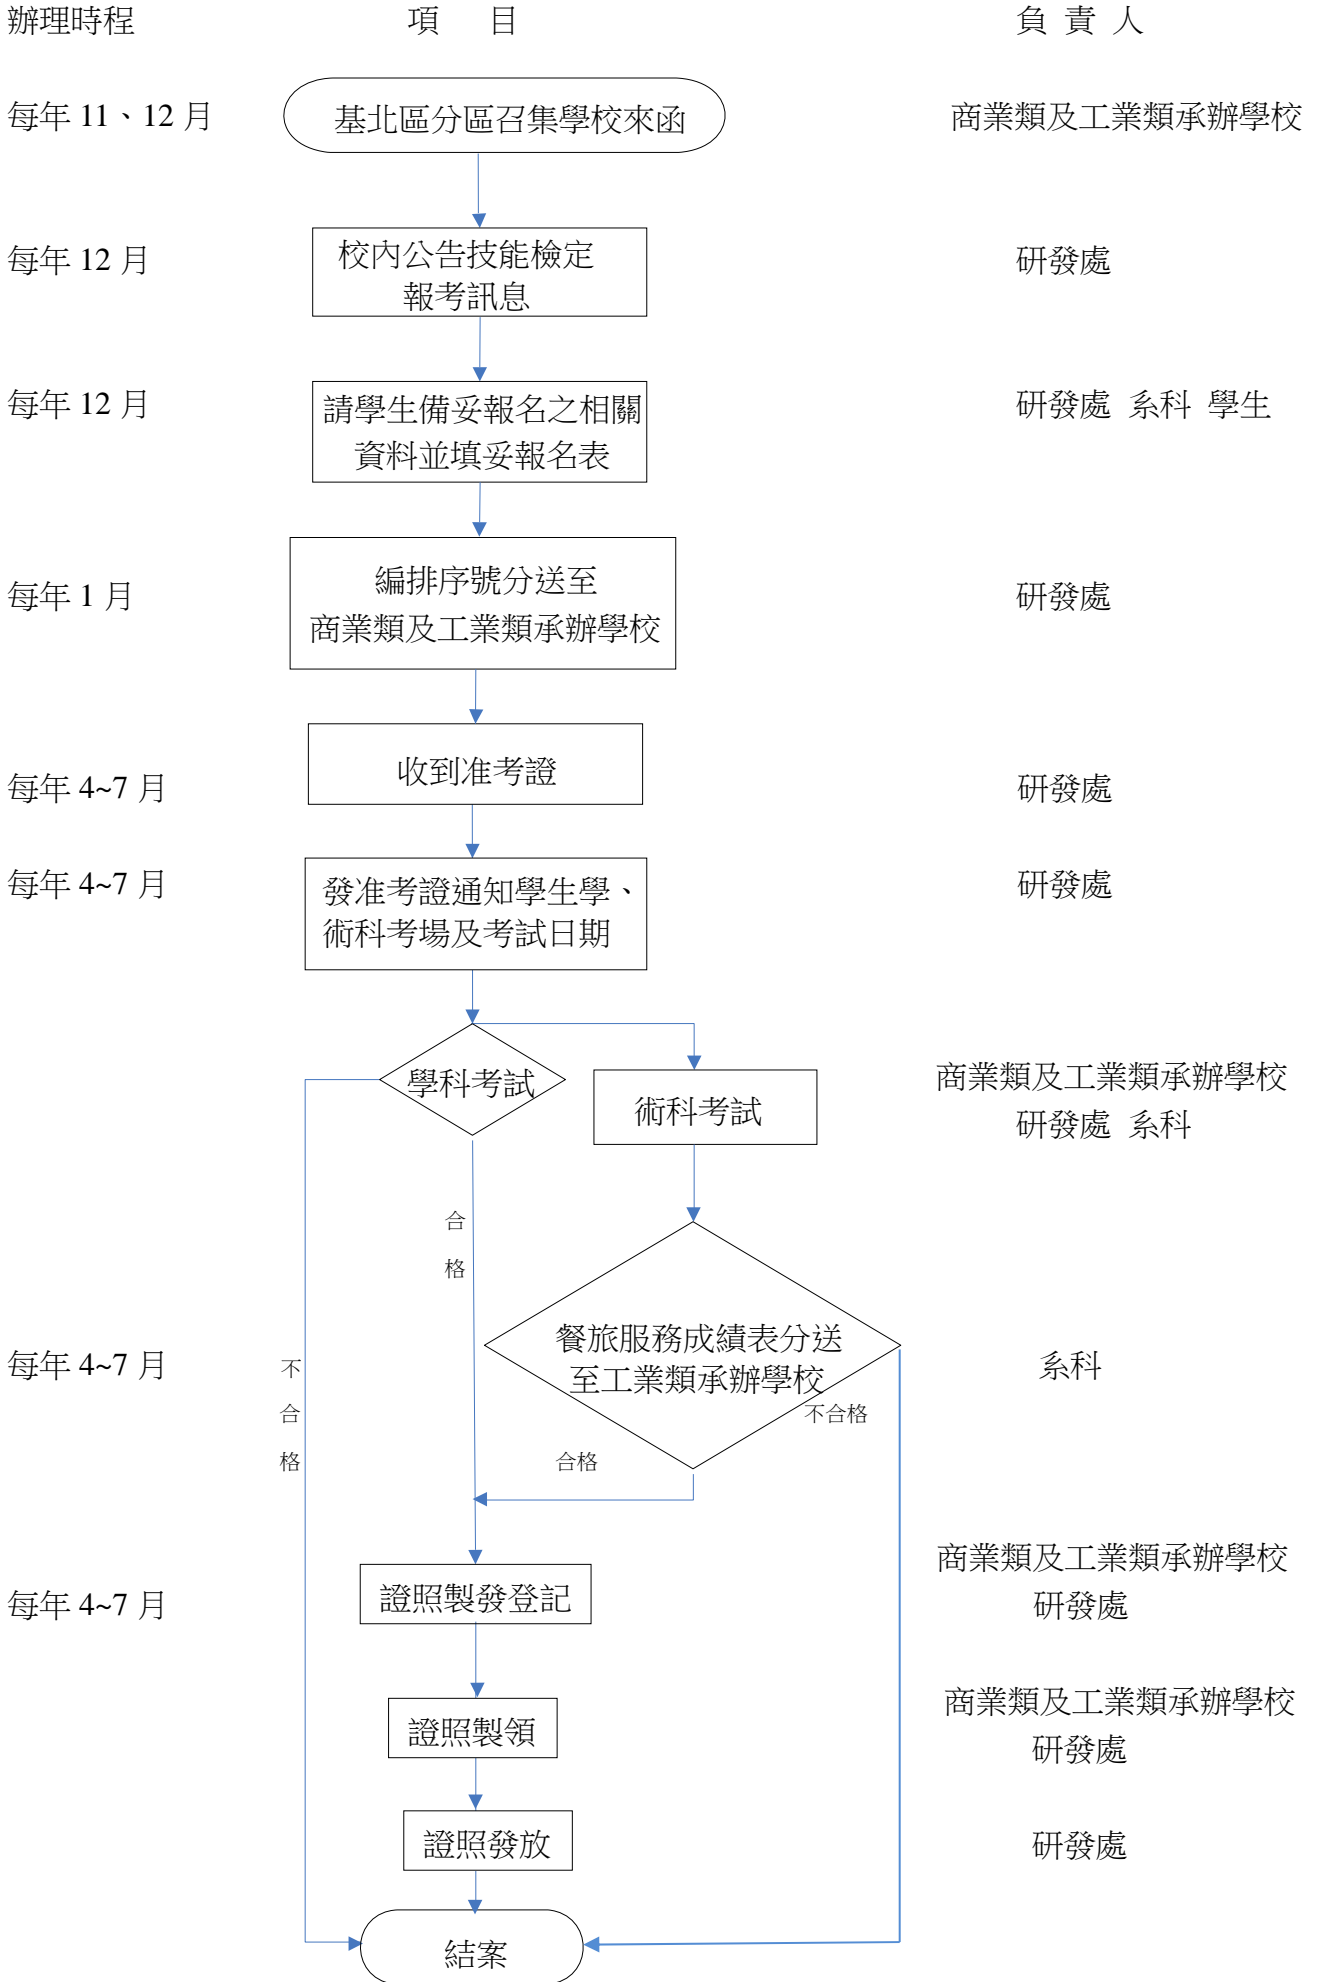 辦理時程 項 目 負 責 人
每年 11、12 月 基北區分區召集學校來函 商業類及工業類承辦學校
每年 12 月 校內公告技能檢定 研發處
報考訊息
每年 12 月 請學生備妥報名之相關 研發處 系科 學生
資料並填妥報名表
編排序號分送至
每年 1 月 研發處
商業類及工業類承辦學校
收到准考證
每年 4~7 月 研發處
每年 4~7 月 發准考證通知學生學、 研發處
術科考場及考試日期
學科考試 商業類及工業類承辦學校
術科考試 研發處 系科
合
格
餐旅服務成績表分送
每年 4~7 月 不 至工業類承辦學校 系科
合 不合格
格 合格
商業類及工業類承辦學校
每年 4~7 月 證照製發登記 研發處
商業類及工業類承辦學校
證照製領 研發處
證照發放 研發處
結案